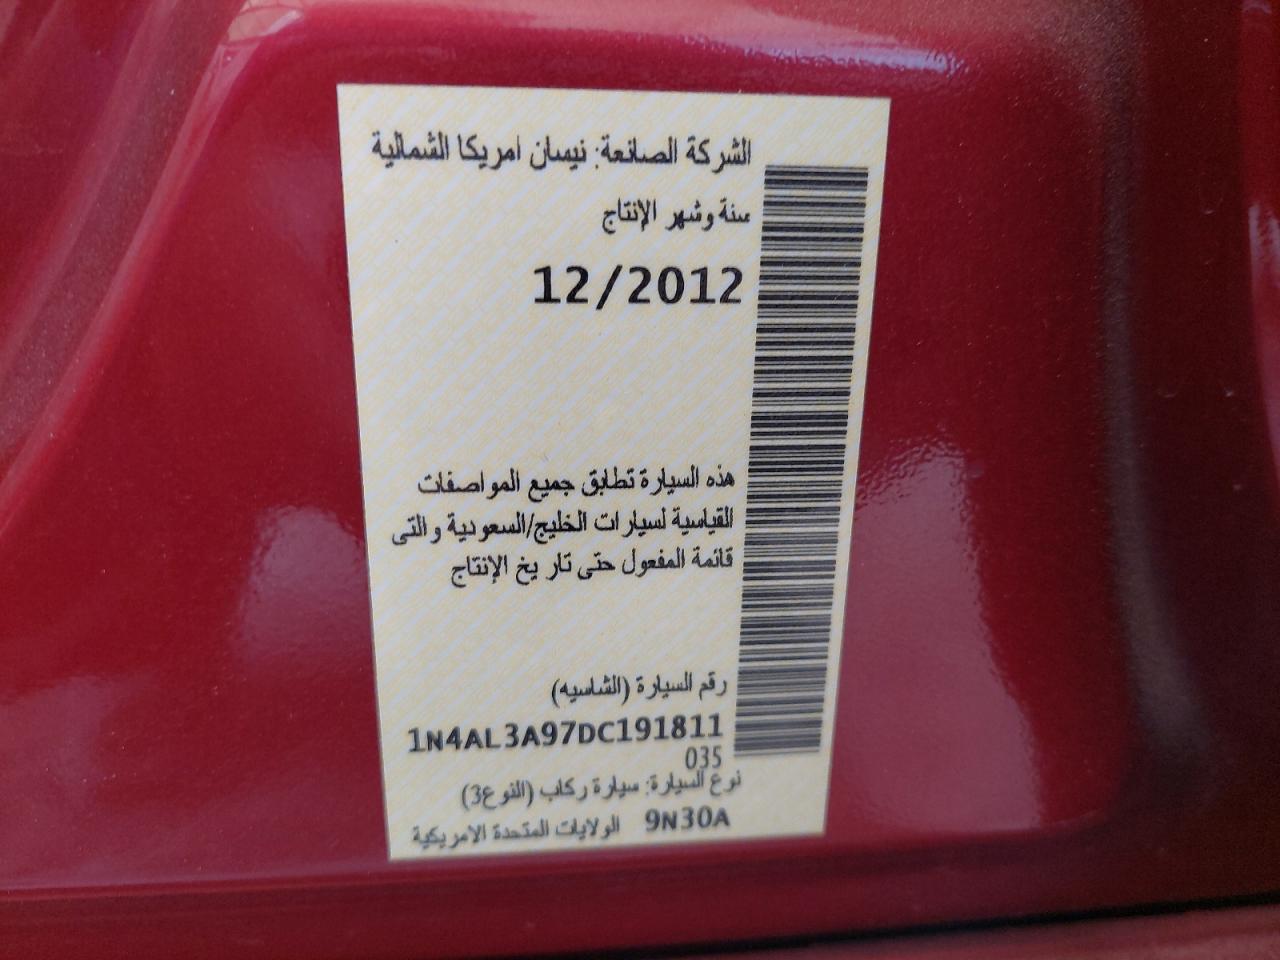 الشركة الصانعة: نيسان امريكا الشمالية
سنة وشهر الإنتاج
12/2012
هذه السيارة تطابق جميع المواصفات
القياسية لسيارات الخليج/السعودية والتى
قائمة المفعول حتى تاريخ الإنتاج
رقم السيارة (الشاسيه)
1N4AL3A97DC191811
035
نوع السيارة: سيارة ركاب (النوع3)
9N30A الولايات المتحدة الامريكية